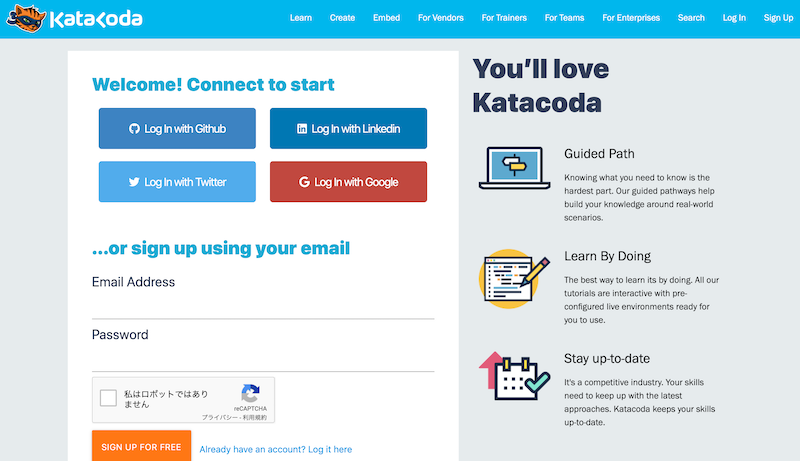 Katacoda
Learn Create Embed For Vendors For Trainers For Teams For Enterprises Search Log In Sign Up
Welcome! Connect to start
Log In with Github
Log In with Linkedin
Log In with Twitter
Log In with Google
...or sign up using your email
Email Address
Password
私はロボットではあり
ません
reCAPTCHA
プライバシー - 利用規約
SIGN UP FOR FREE
Already have an account? Log it here
You'll love
Katacoda
Guided Path
Knowing what you need to know is the
hardest part. Our guided pathways help
build your knowledge around real-world
scenarios.
Learn By Doing
The best way to learn its by doing. All our
tutorials are interactive with pre-
configured live environments ready for
you to use.
Stay up-to-date
It's a competitive industry. Your skills
need to keep up with the latest
approaches. Katacoda keeps your skills
up-to-date.